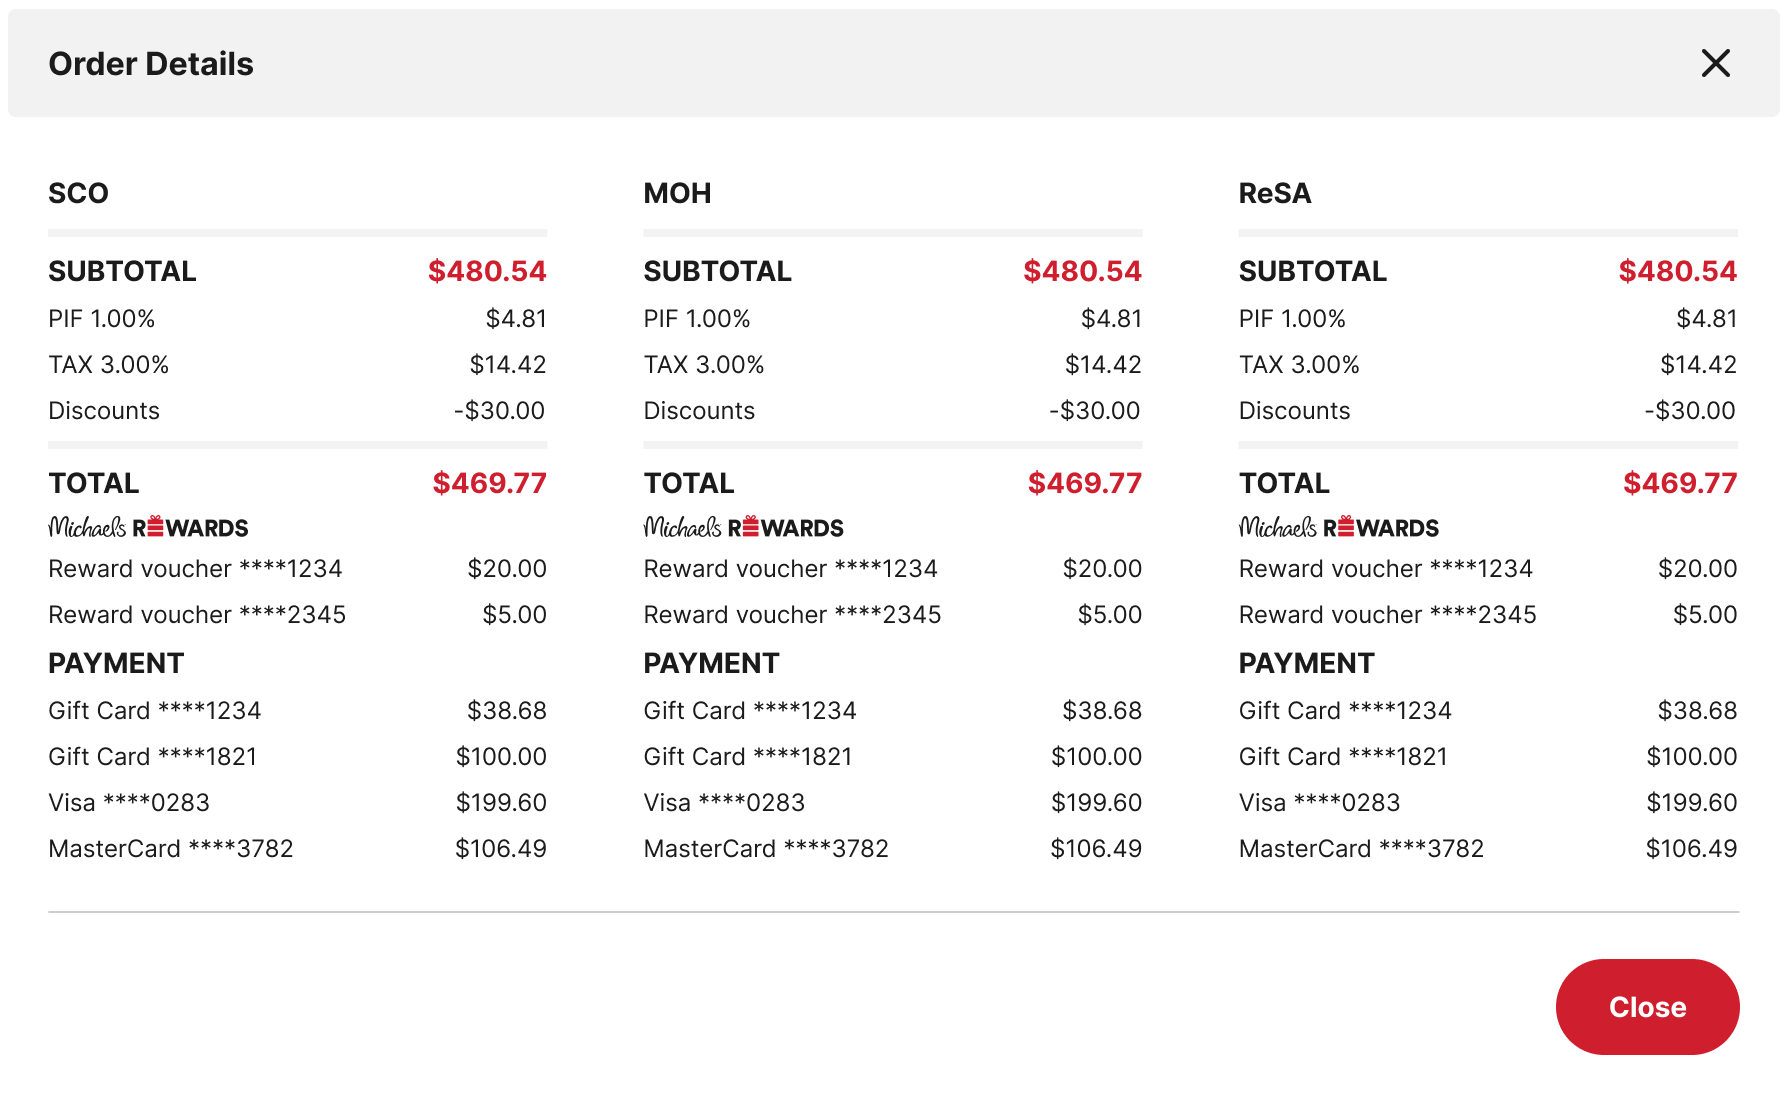 Order Details
SCO
SUBTOTAL $480.54
PIF 1.00% $4.81
TAX 3.00% $14.42
Discounts -$30.00
TOTAL $469.77
Michaels REWARDS
Reward voucher ****1234 $20.00
Reward voucher ****2345 $5.00
PAYMENT
Gift Card ****1234 $38.68
Gift Card ****1821 $100.00
Visa ****0283 $199.60
MasterCard ****3782 $106.49
MOH
SUBTOTAL $480.54
PIF 1.00% $4.81
TAX 3.00% $14.42
Discounts -$30.00
TOTAL $469.77
Michaels REWARDS
Reward voucher ****1234 $20.00
Reward voucher ****2345 $5.00
PAYMENT
Gift Card ****1234 $38.68
Gift Card ****1821 $100.00
Visa ****0283 $199.60
MasterCard ****3782 $106.49
ReSA
SUBTOTAL $480.54
PIF 1.00% $4.81
TAX 3.00% $14.42
Discounts -$30.00
TOTAL $469.77
Michaels REWARDS
Reward voucher ****1234 $20.00
Reward voucher ****2345 $5.00
PAYMENT
Gift Card ****1234 $38.68
Gift Card ****1821 $100.00
Visa ****0283 $199.60
MasterCard ****3782 $106.49
Close